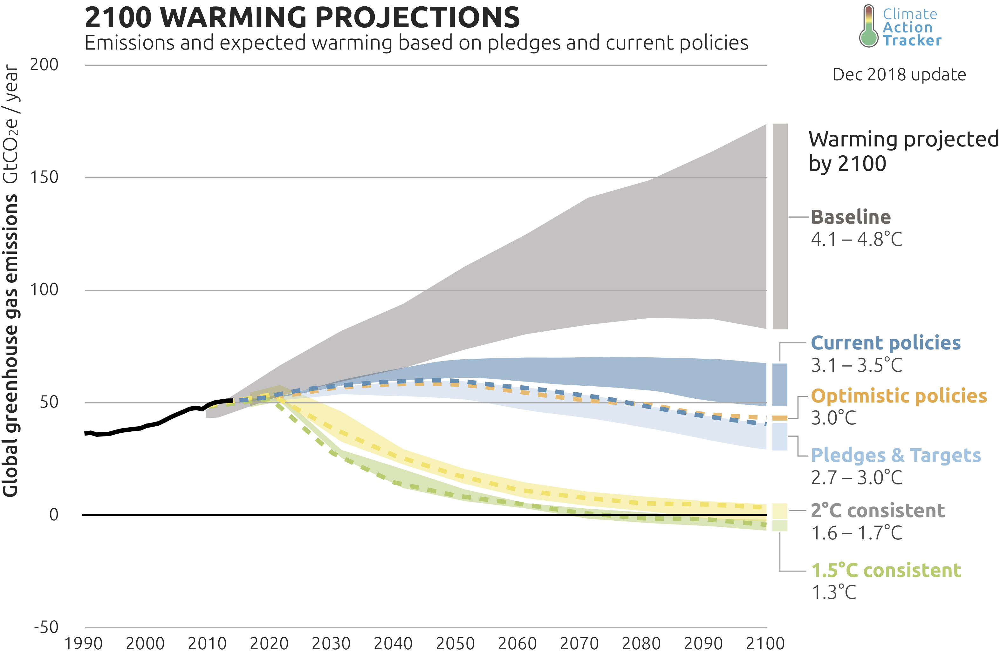 2100 WARMING PROJECTIONS
Emissions and expected warming based on pledges and current policies
Climate
Action
Tracker
Dec 2018 update
Global greenhouse gas emissions GtCO₂e / year
200
150
100
50
0
-50
1990 2000 2010 2020 2030 2040 2050 2060 2070 2080 2090 2100
Warming projected
by 2100
Baseline
4.1 – 4.8°C
Current policies
3.1 – 3.5°C
Optimistic policies
3.0°C
Pledges & Targets
2.7 – 3.0°C
2°C consistent
1.6 – 1.7°C
1.5°C consistent
1.3°C